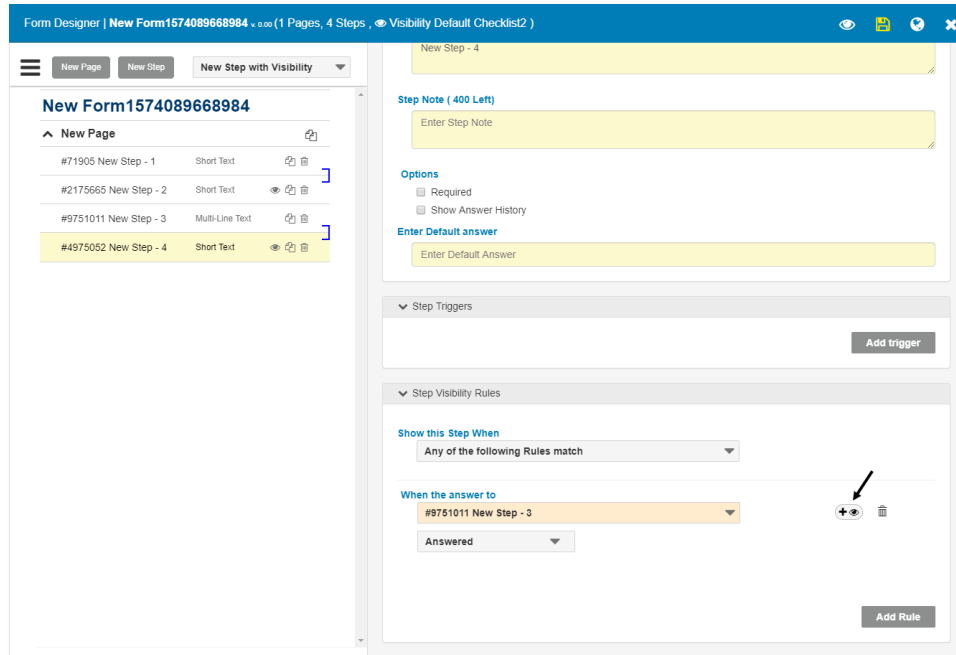 Form Designer | New Form1574089668984 v. 0.00 (1 Pages, 4 Steps , Visibility Default Checklist2 )
New Page
New Step
New Step with Visibility
New Form1574089668984
New Page
#71905 New Step - 1 Short Text
#2175665 New Step - 2 Short Text
#9751011 New Step - 3 Multi-Line Text
#4975052 New Step - 4 Short Text
New Step - 4
Step Note ( 400 Left)
Enter Step Note
Options
Required
Show Answer History
Enter Default answer
Enter Default Answer
Step Triggers
Add trigger
Step Visibility Rules
Show this Step When
Any of the following Rules match
When the answer to
#9751011 New Step - 3
Answered
Add Rule